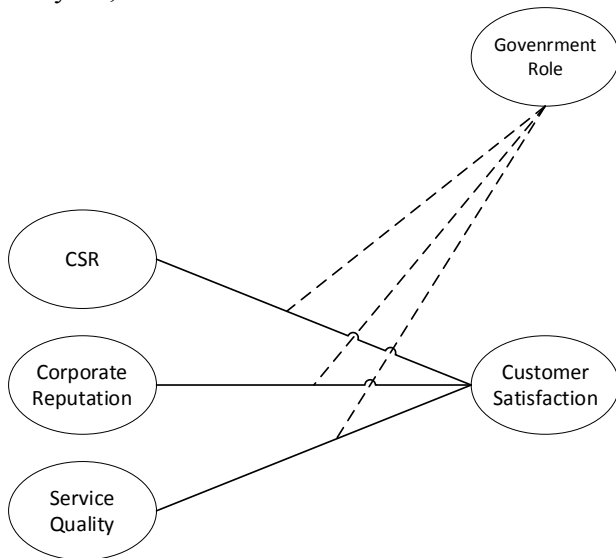 Govenrment
Role
CSR
Corporate
Reputation
Customer
Satisfaction
Service
Quality